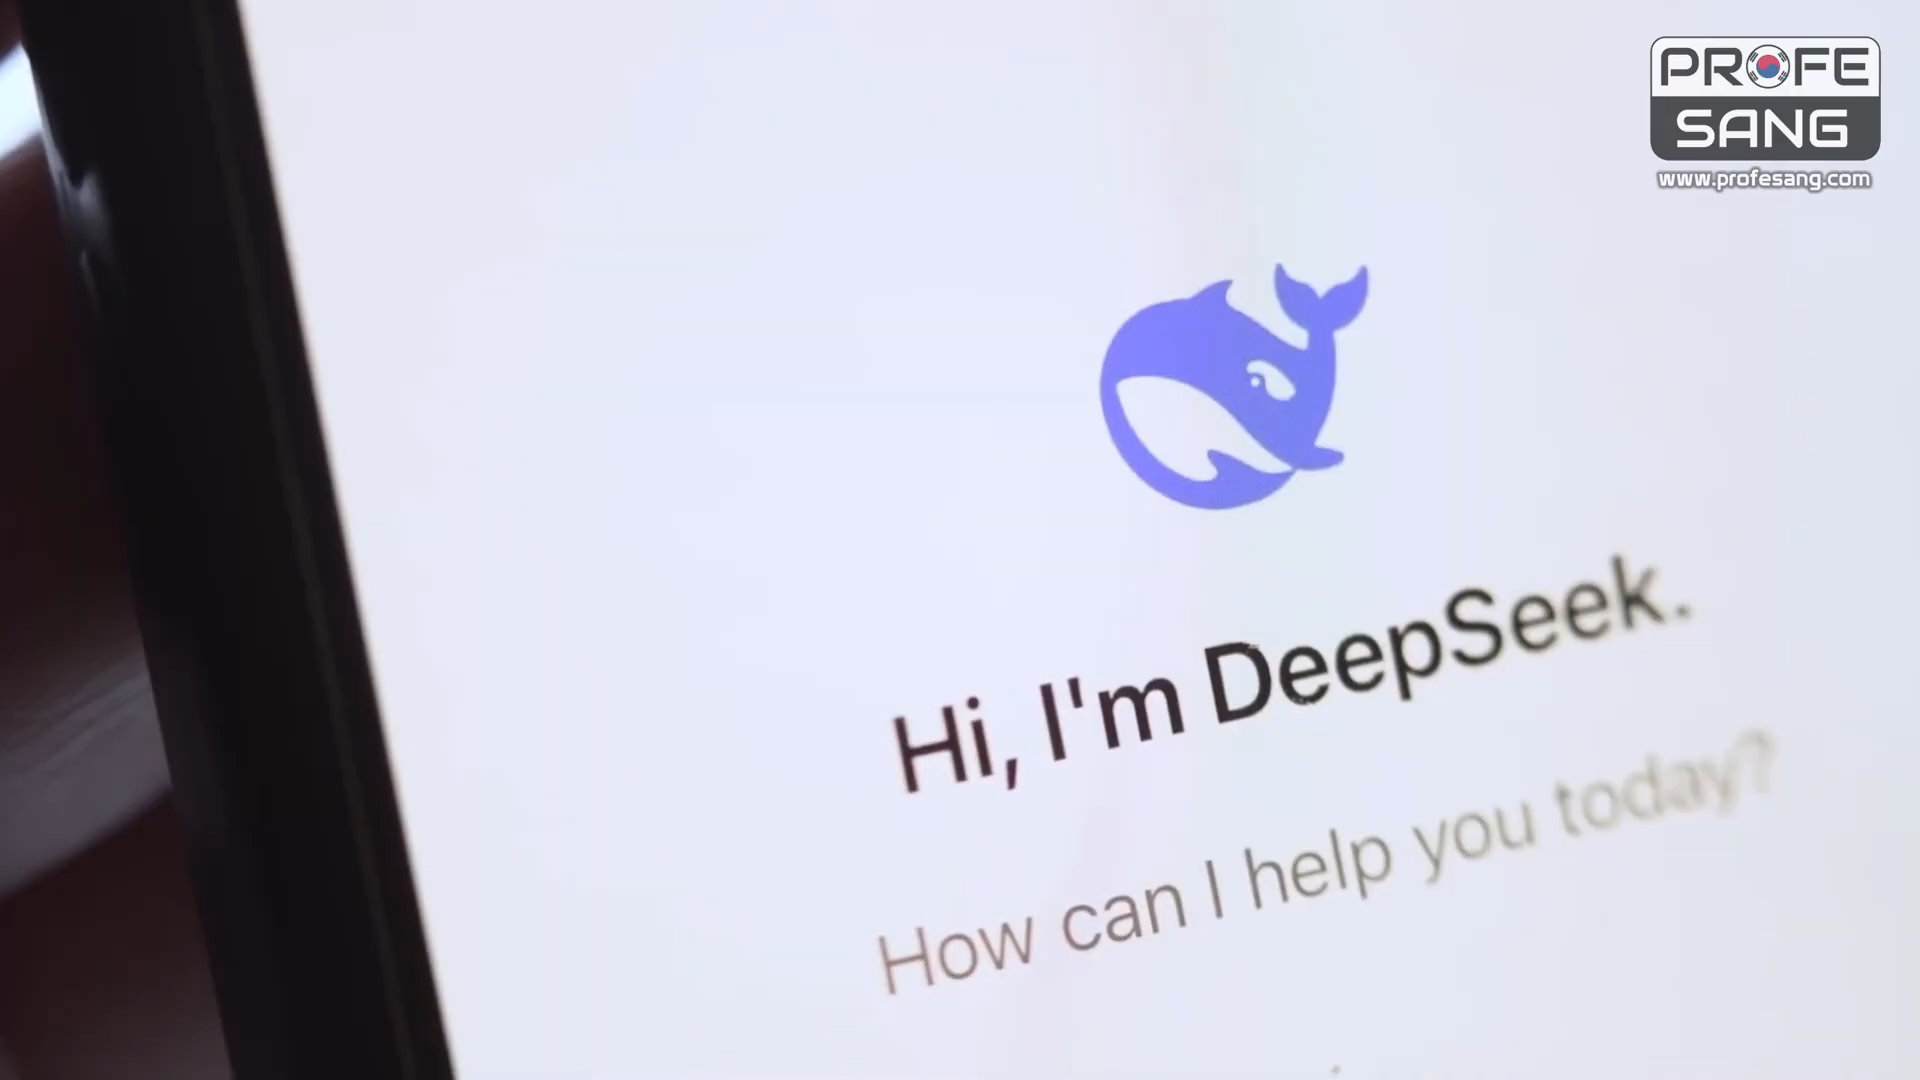 PROFE
SANG
www.profesang.com
Hi, I'm DeepSeek.
How can I help you today?